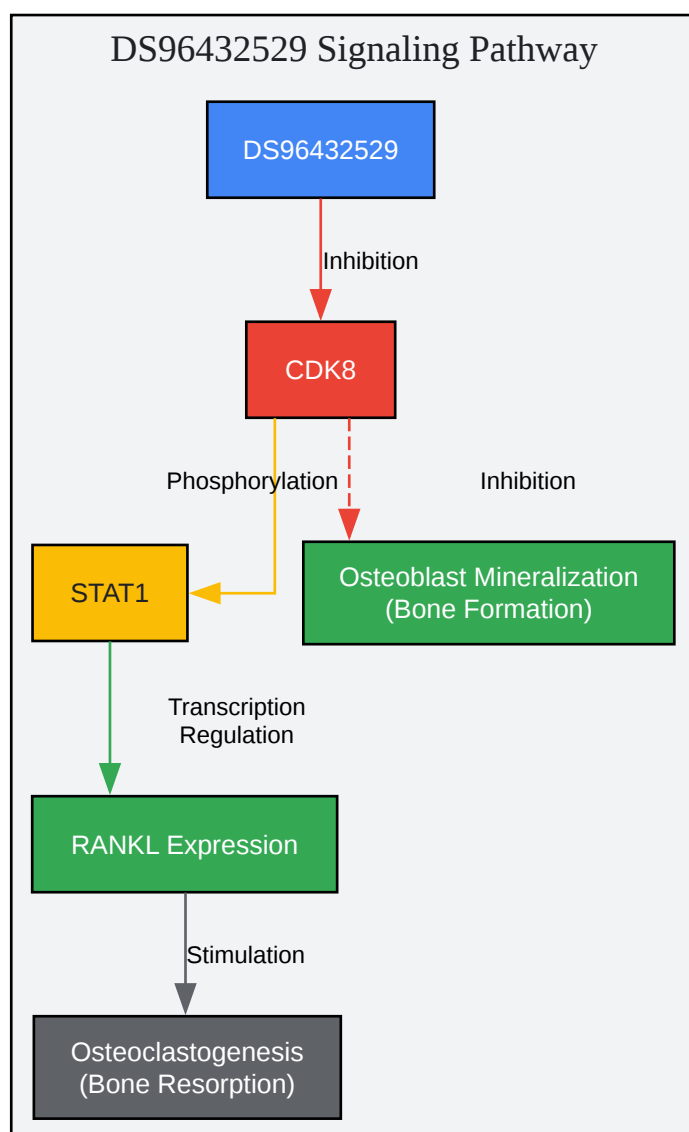 DS96432529 Signaling Pathway
DS96432529
Inhibition
CDK8
Phosphorylation
Inhibition
STAT1
Osteoblast Mineralization
(Bone Formation)
Transcription
Regulation
RANKL Expression
Stimulation
Osteoclastogenesis
(Bone Resorption)